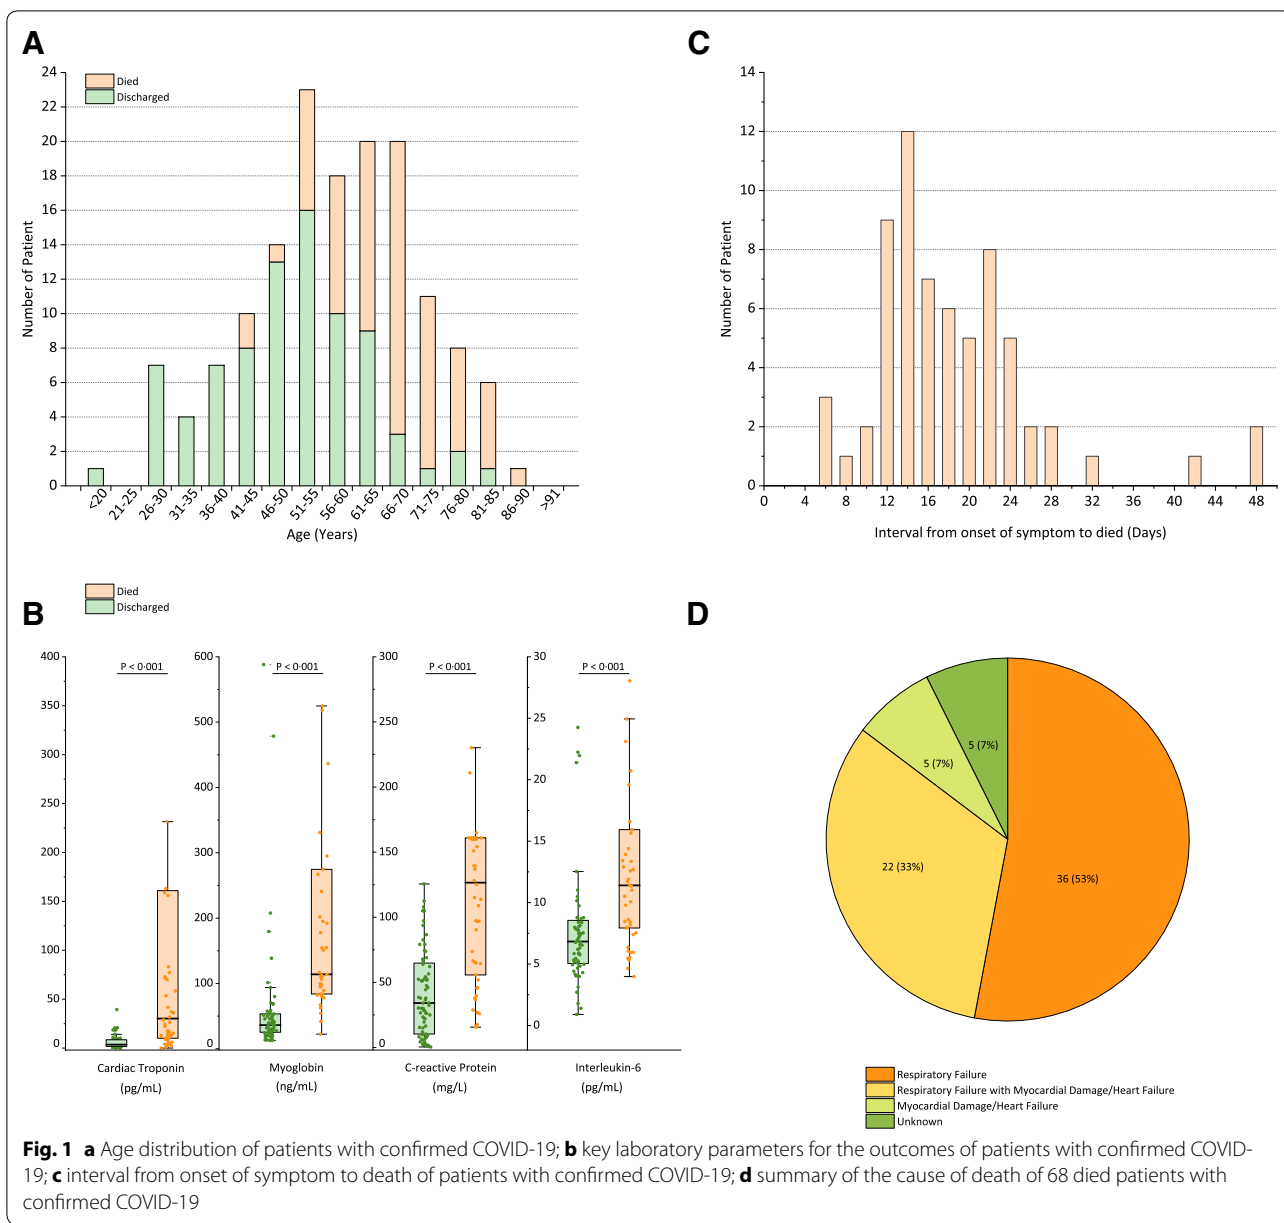 A
Died
Discharged
24
22
20
18
16
14
12
10
8
6
4
2
0
Number of Patient
<20
21-25
26-30
31-35
36-40
41-45
46-50
51-55
56-60
61-65
66-70
71-75
76-80
81-85
86-90
>91
Age (Years)
C
14
12
10
8
6
4
2
0
Number of Patient
0 4 8 12 16 20 24 28 32 36 40 44 48
Interval from onset of symptom to died (Days)
B
Died
Discharged
400
350
300
250
200
150
100
50
0
P < 0·001
Cardiac Troponin
(pg/mL)
600
500
400
300
200
100
0
P < 0·001
Myoglobin
(ng/mL)
300
250
200
150
100
50
0
P < 0·001
C-reactive Protein
(mg/L)
30
25
20
15
10
5
0
P < 0·001
Interleukin-6
(pg/mL)
D
5 (7%)
5 (7%)
22 (33%)
36 (53%)
Respiratory Failure
Respiratory Failure with Myocardial Damage/Heart Failure
Myocardial Damage/Heart Failure
Unknown
Fig. 1 a Age distribution of patients with confirmed COVID-19; b key laboratory parameters for the outcomes of patients with confirmed COVID-
19; c interval from onset of symptom to death of patients with confirmed COVID-19; d summary of the cause of death of 68 died patients with
confirmed COVID-19